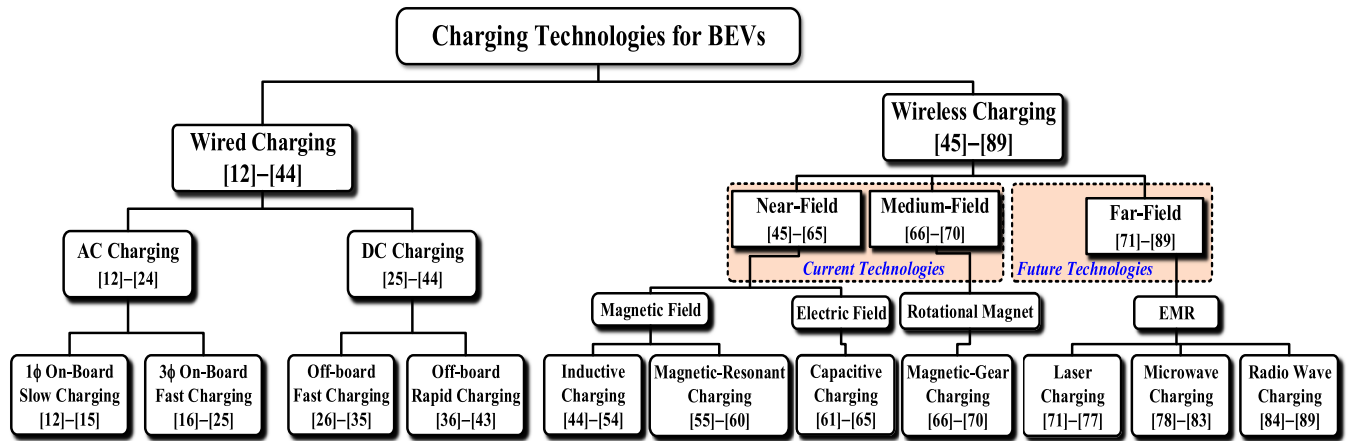 Charging Technologies for BEVs
Wired Charging
[12]–[44]
Wireless Charging
[45]–[89]
AC Charging
[12]–[24]
DC Charging
[25]–[44]
Near-Field
[45]–[65]
Medium-Field
[66]–[70]
Far-Field
[71]–[89]
Current Technologies
Future Technologies
Magnetic Field
Electric Field
Rotational Magnet
EMR
1ϕ On-Board
Slow Charging
[12]–[15]
3ϕ On-Board
Fast Charging
[16]–[25]
Off-board
Fast Charging
[26]–[35]
Off-board
Rapid Charging
[36]–[43]
Inductive
Charging
[44]–[54]
Magnetic-Resonant
Charging
[55]–[60]
Capacitive
Charging
[61]–[65]
Magnetic-Gear
Charging
[66]–[70]
Laser
Charging
[71]–[77]
Microwave
Charging
[78]–[83]
Radio Wave
Charging
[84]–[89]